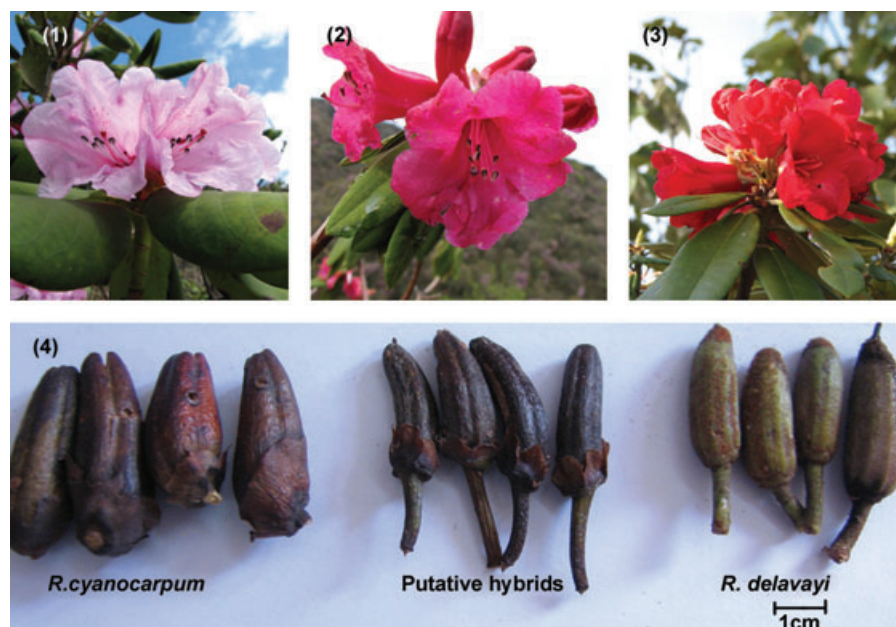 (1)
(2)
(3)
(4)
R.cyanocarpum
Putative hybrids
R. delavayi
1cm